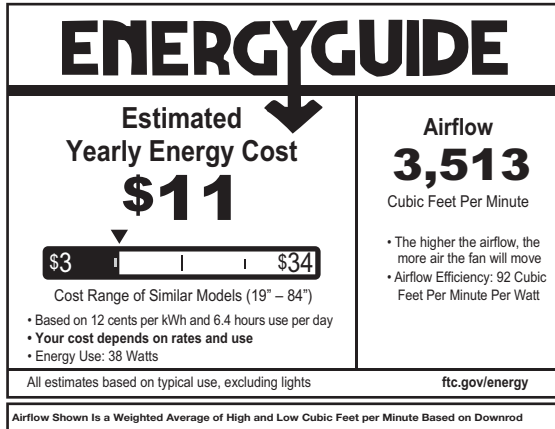 ENERGYGUIDE
Estimated
Yearly Energy Cost
$11
$3
$34
Cost Range of Similar Models (19” – 84”)
• Based on 12 cents per kWh and 6.4 hours use per day
• Your cost depends on rates and use
• Energy Use: 38 Watts
Airflow
3,513
Cubic Feet Per Minute
• The higher the airflow, the
more air the fan will move
• Airflow Efficiency: 92 Cubic
Feet Per Minute Per Watt
All estimates based on typical use, excluding lights
ftc.gov/energy
Airflow Shown Is a Weighted Average of High and Low Cubic Feet per Minute Based on Downrod